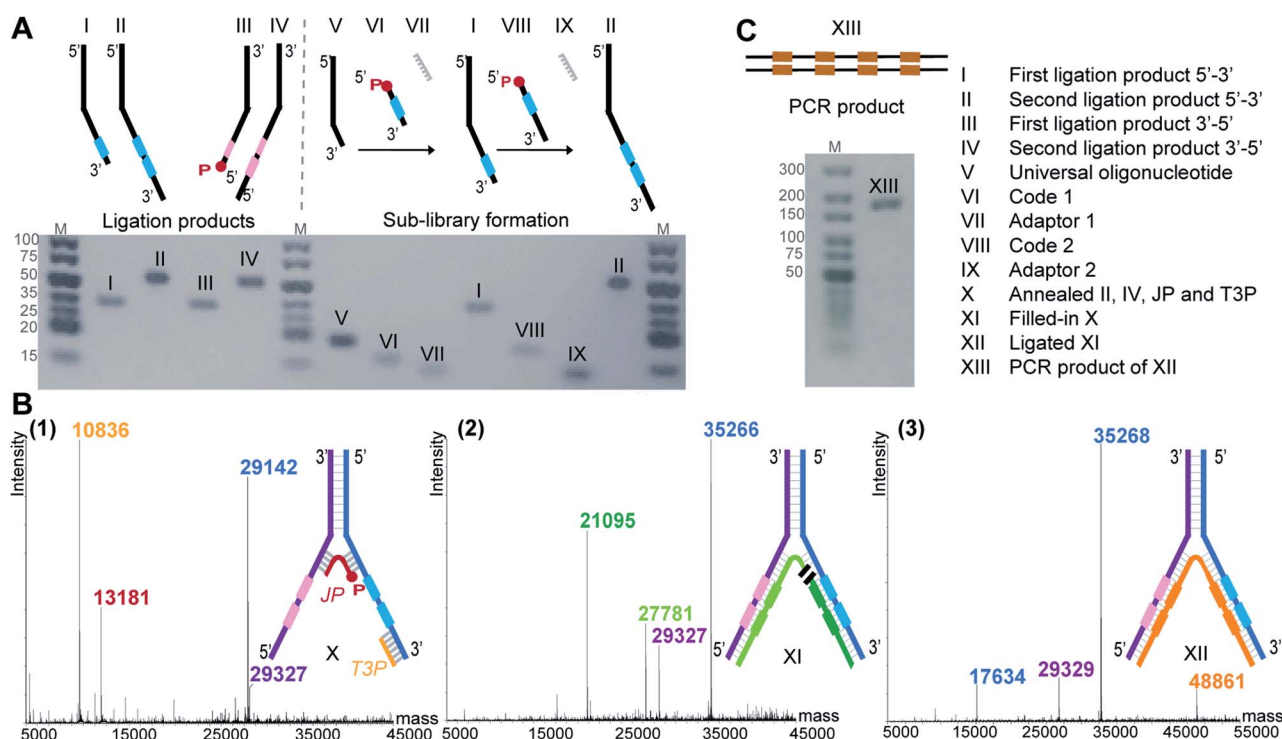 A
I II III IV V VI VII I VIII IX II
5' 5' 3' 3' 5' 5' P 3' 3' 5' 5' P 3' 3' 5' 3'
3' 3' P 5' 5'
Ligation products
Sub-library formation
M M M
100
75
50
35
25
20
15
I II III IV V VI VII I VIII IX II
C
XIII
PCR product
M
300
200
150
100
75
50
XIII
I First ligation product 5'-3'
II Second ligation product 5'-3'
III First ligation product 3'-5'
IV Second ligation product 3'-5'
V Universal oligonucleotide
VI Code 1
VII Adaptor 1
VIII Code 2
IX Adaptor 2
X Annealed II, IV, JP and T3P
XI Filled-in X
XII Ligated XI
XIII PCR product of XII
B
(1)
Intensity
10836
13181
29142
29327
3' 5'
JP P
T3P
5' X 3'
mass
5000 15000 25000 35000 45000
(2)
Intensity
35266
21095
27781
29327
3' 5'
5' XI 3'
mass
5000 15000 25000 35000 45000
(3)
Intensity
35268
17634
29329
48861
3' 5'
5' XII 3'
mass
5000 15000 25000 35000 45000 55000